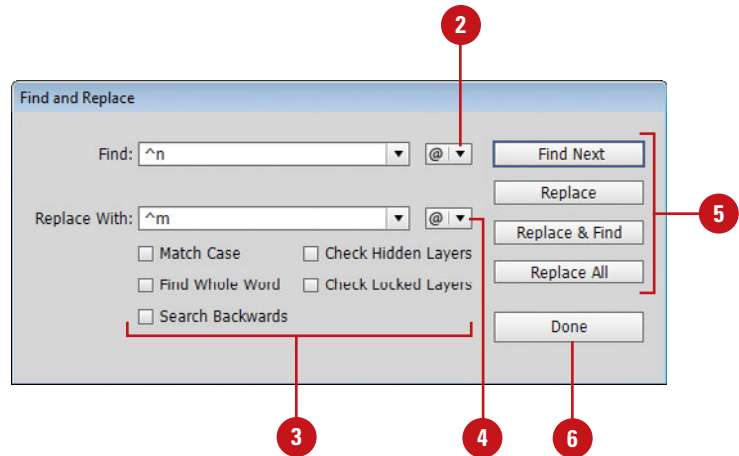 2
Find and Replace
Find: ^n @ Find Next
Replace
Replace With: ^m @ Replace & Find
5
Match Case Check Hidden Layers
Replace All
Find Whole Word Check Locked Layers
Search Backwards
Done
3 4 6